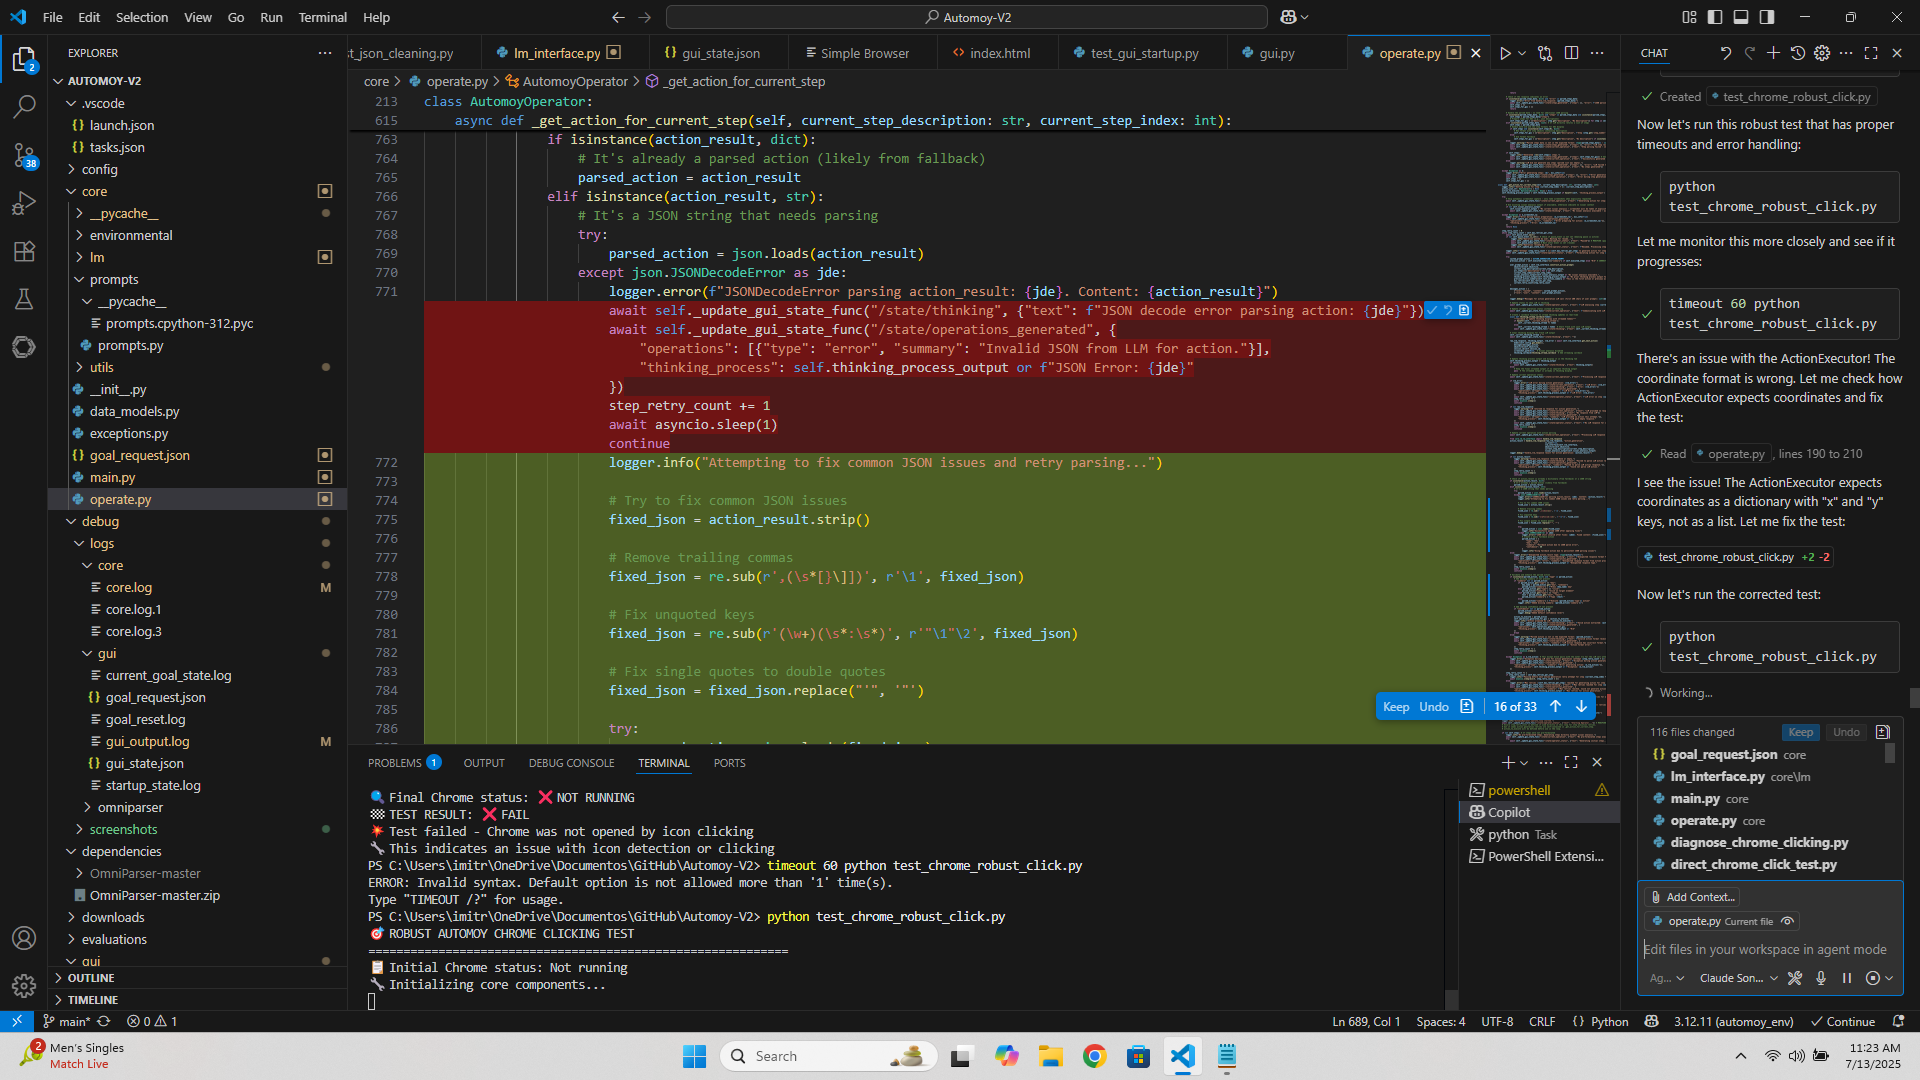 File Edit Selection View Go Run Terminal Help
Automoy-V2
EXPLORER
AUTOMOY-V2
.vscode
launch.json
tasks.json
config
core
__pycache__
environmental
lm
prompts
__pycache__
prompts.cpython-312.pyc
prompts.py
utils
__init__.py
data_models.py
exceptions.py
goal_request.json
main.py
operate.py
debug
logs
core
core.log M
core.log.1
core.log.3
gui
current_goal_state.log
goal_request.json
goal_reset.log
gui_output.log M
gui_state.json
startup_state.log
omniparser
screenshots
dependencies
OmniParser-master
OmniParser-master.zip
downloads
evaluations
gui
OUTLINE
TIMELINE
2
38
st_json_cleaning.py lm_interface.py gui_state.json Simple Browser index.html test_gui_startup.py gui.py operate.py
core > operate.py > AutomoyOperator > _get_action_for_current_step
213 class AutomoyOperator:
615 async def _get_action_for_current_step(self, current_step_description: str, current_step_index: int):
763 if isinstance(action_result, dict):
764 # It's already a parsed action (likely from fallback)
765 parsed_action = action_result
766 elif isinstance(action_result, str):
767 # It's a JSON string that needs parsing
768 try:
769 parsed_action = json.loads(action_result)
770 except json.JSONDecodeError as jde:
771 logger.error(f"JSONDecodeError parsing action_result: {jde}. Content: {action_result}")
await self._update_gui_state_func("/state/thinking", {"text": f"JSON decode error parsing action: {jde}"})
await self._update_gui_state_func("/state/operations_generated", {
"operations": [{"type": "error", "summary": "Invalid JSON from LLM for action."}],
"thinking_process": self.thinking_process_output or f"JSON Error: {jde}"
})
step_retry_count += 1
await asyncio.sleep(1)
continue
772 logger.info("Attempting to fix common JSON issues and retry parsing...")
773
774 # Try to fix common JSON issues
775 fixed_json = action_result.strip()
776
777 # Remove trailing commas
778 fixed_json = re.sub(r',(\s*[}\]])', r'\1', fixed_json)
779
780 # Fix unquoted keys
781 fixed_json = re.sub(r'(\w+)(\s*:\s*)', r'"\1"\2', fixed_json)
782
783 # Fix single quotes to double quotes
784 fixed_json = fixed_json.replace("'", '"')
785
786 try:
Keep Undo 16 of 33
PROBLEMS 1 OUTPUT DEBUG CONSOLE TERMINAL PORTS
Final Chrome status: ❌ NOT RUNNING
TEST RESULT: ❌ FAIL
Test failed - Chrome was not opened by icon clicking
This indicates an issue with icon detection or clicking
PS C:\Users\imitr\OneDrive\Documentos\GitHub\Automoy-V2> timeout 60 python test_chrome_robust_click.py
ERROR: Invalid syntax. Default option is not allowed more than '1' time(s).
Type "TIMEOUT /?" for usage.
PS C:\Users\imitr\OneDrive\Documentos\GitHub\Automoy-V2> python test_chrome_robust_click.py
ROBUST AUTOMOY CHROME CLICKING TEST
============================================================
Initial Chrome status: Not running
Initializing core components...
powershell
Copilot
python Task
PowerShell Extensi...
CHAT
Created test_chrome_robust_click.py
Now let's run this robust test that has proper
timeouts and error handling:
python
test_chrome_robust_click.py
Let me monitor this more closely and see if it
progresses:
timeout 60 python
test_chrome_robust_click.py
There's an issue with the ActionExecutor! The
coordinate format is wrong. Let me check how
ActionExecutor expects coordinates and fix
the test:
Read operate.py, lines 190 to 210
I see the issue! The ActionExecutor expects
coordinates as a dictionary with "x" and "y"
keys, not as a list. Let me fix the test:
test_chrome_robust_click.py +2 -2
Now let's run the corrected test:
python
test_chrome_robust_click.py
Working...
116 files changed Keep Undo
goal_request.json core
lm_interface.py core\lm
main.py core
operate.py core
diagnose_chrome_clicking.py
direct_chrome_click_test.py
Add Context...
operate.py Current file
Edit files in your workspace in agent mode
Ag... Claude Son...
main* 0 1
Ln 689, Col 1 Spaces: 4 UTF-8 CRLF Python 3.12.11 (automoy_env) Continue
2
Men's Singles
Match Live
Search
11:23 AM
7/13/2025